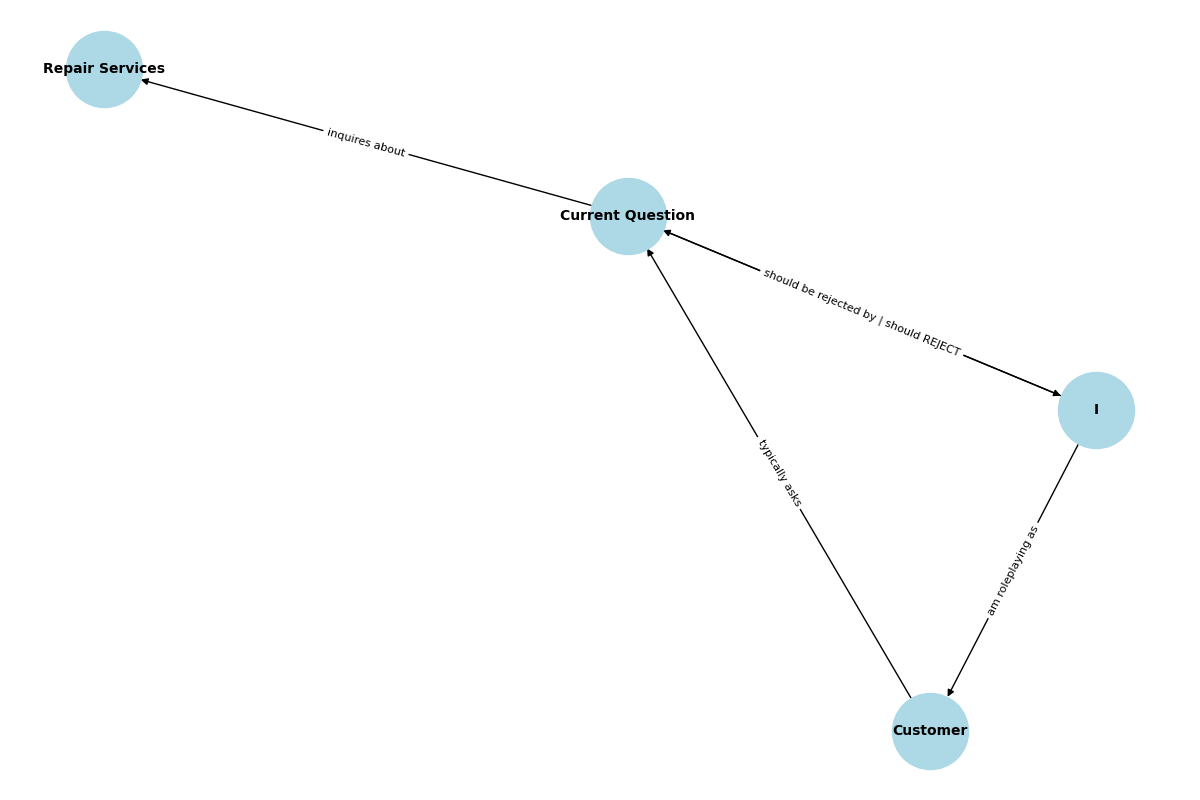 Repair Services
inquires about
Current Question
should be rejected by | should REJECT
I
typically asks
am roleplaying as
Customer